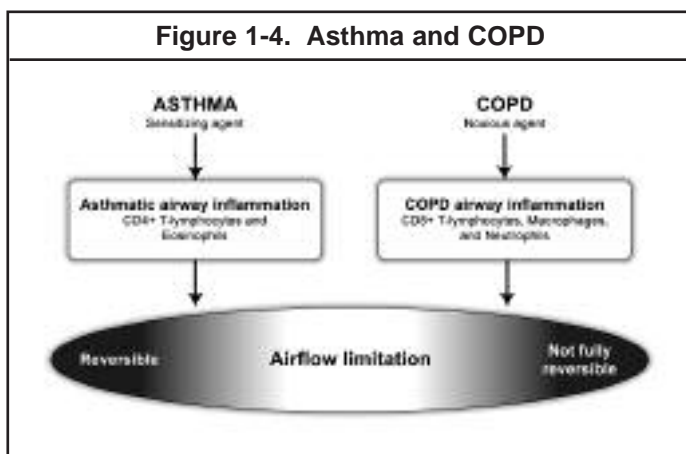 Figure 1-4. Asthma and COPD
ASTHMA
Sensitizing agent
COPD
Noxious agent
Asthmatic airway inflammation
CD4+ T-lymphocytes and
Eosinophils
COPD airway inflammation
CD8+ T-lymphocytes, Macrophages,
and Neutrophils
Reversible
Airflow limitation
Not fully
reversible